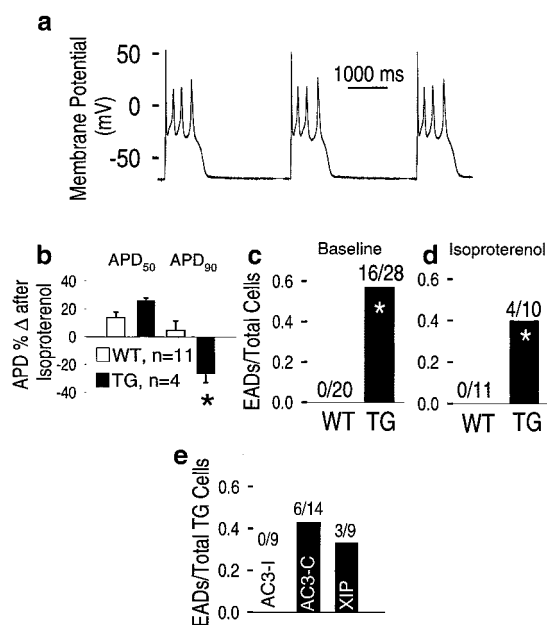 a
Membrane Potential
(mV)
50
0
-50
1000 ms
b
APD50 APD90
APD % Δ after
Isoproterenol
40
20
0
-20
-40
WT, n=11
TG, n=4
*
c
Baseline
EADs/Total Cells
0.6
0.4
0.2
0.0
0/20
16/28
*
WT TG
d
Isoproterenol
0.6
0.4
0.2
0.0
0/11
4/10
*
WT TG
e
EADs/Total TG Cells
0.6
0.4
0.2
0.0
0/9
6/14
3/9
AC3-I
AC3-C
XIP